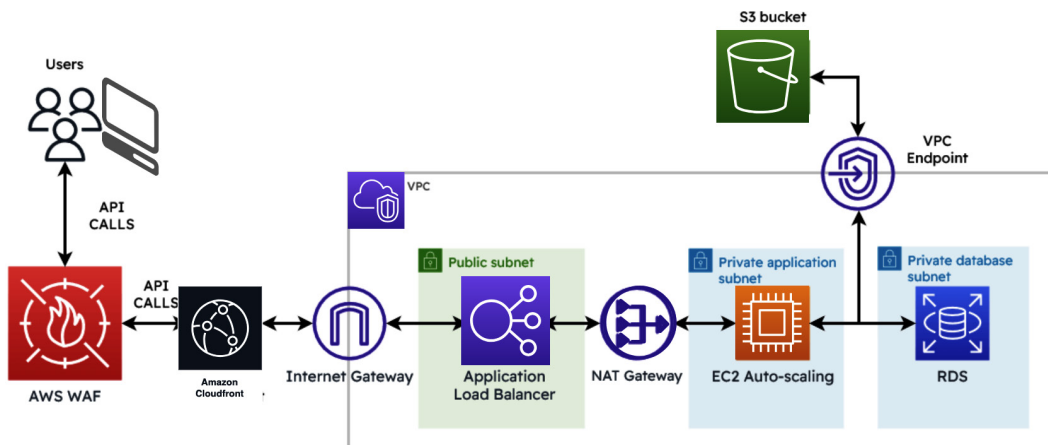 S3 bucket
Users
VPC
Endpoint
API
CALLS
VPC
Public subnet
Private application
subnet
Private database
subnet
API
CALLS
Amazon
Cloudfront
AWS WAF
Internet Gateway
Application
Load Balancer
NAT Gateway
EC2 Auto-scaling
RDS